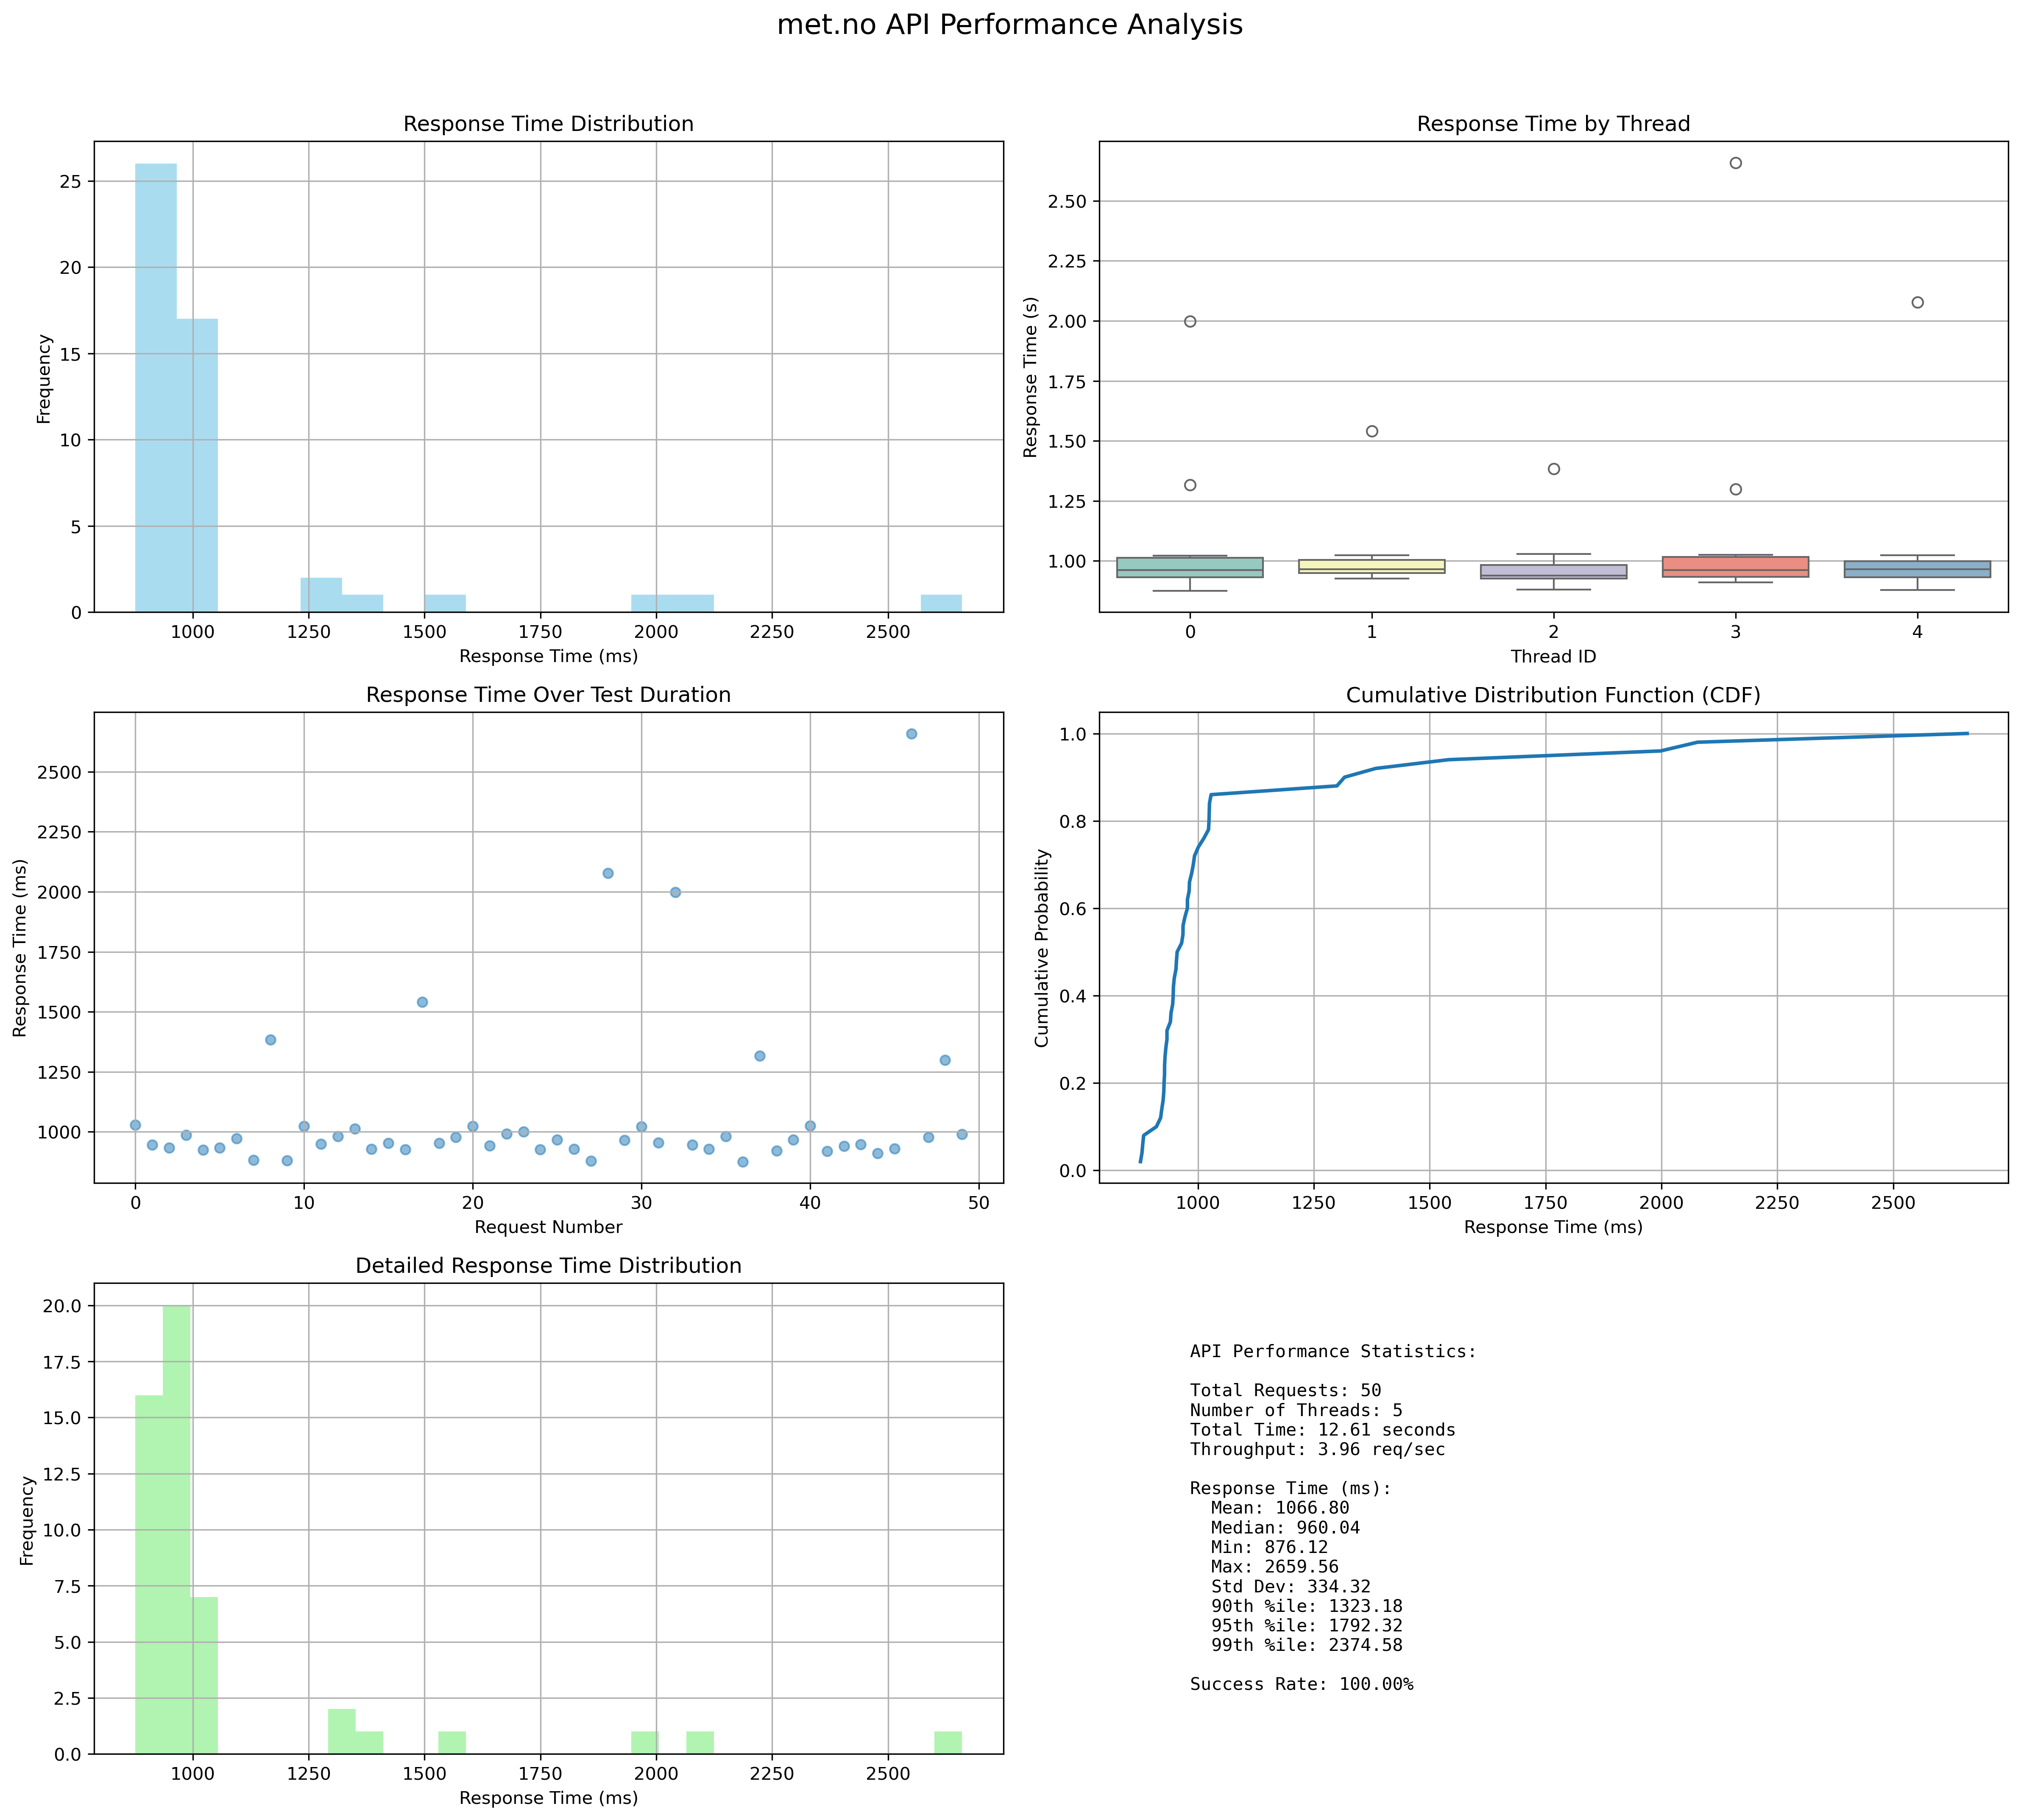 met.no API Performance Analysis
Response Time Distribution
Frequency
25
20
15
10
5
0
1000 1250 1500 1750 2000 2250 2500
Response Time (ms)
Response Time by Thread
Response Time (s)
2.50
2.25
2.00
1.75
1.50
1.25
1.00
0 1 2 3 4
Thread ID
Response Time Over Test Duration
Response Time (ms)
2500
2250
2000
1750
1500
1250
1000
0 10 20 30 40 50
Request Number
Cumulative Distribution Function (CDF)
Cumulative Probability
1.0
0.8
0.6
0.4
0.2
0.0
1000 1250 1500 1750 2000 2250 2500
Response Time (ms)
Detailed Response Time Distribution
Frequency
20.0
17.5
15.0
12.5
10.0
7.5
5.0
2.5
0.0
1000 1250 1500 1750 2000 2250 2500
Response Time (ms)
API Performance Statistics:
Total Requests: 50
Number of Threads: 5
Total Time: 12.61 seconds
Throughput: 3.96 req/sec
Response Time (ms):
Mean: 1066.80
Median: 960.04
Min: 876.12
Max: 2659.56
Std Dev: 334.32
90th %ile: 1323.18
95th %ile: 1792.32
99th %ile: 2374.58
Success Rate: 100.00%